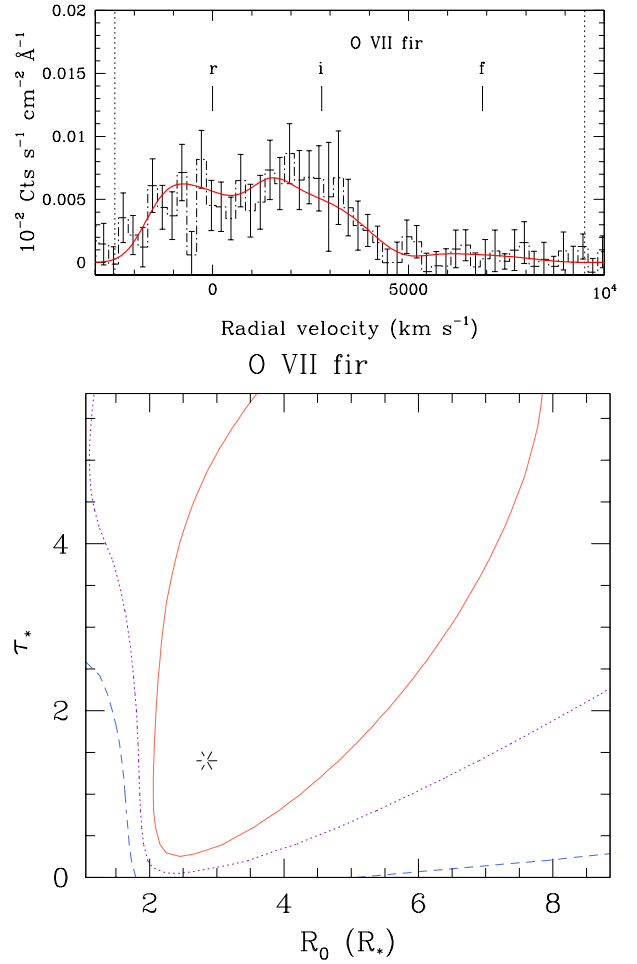 0.02
0.015
0.01
0.005
0
10⁻² Cts s⁻¹ cm⁻² Å⁻¹
O VII fir
r i f
0 5000 10⁴
Radial velocity (km s⁻¹)
O VII fir
4
2
0
τ*
2 4 6 8
R₀ (R*)